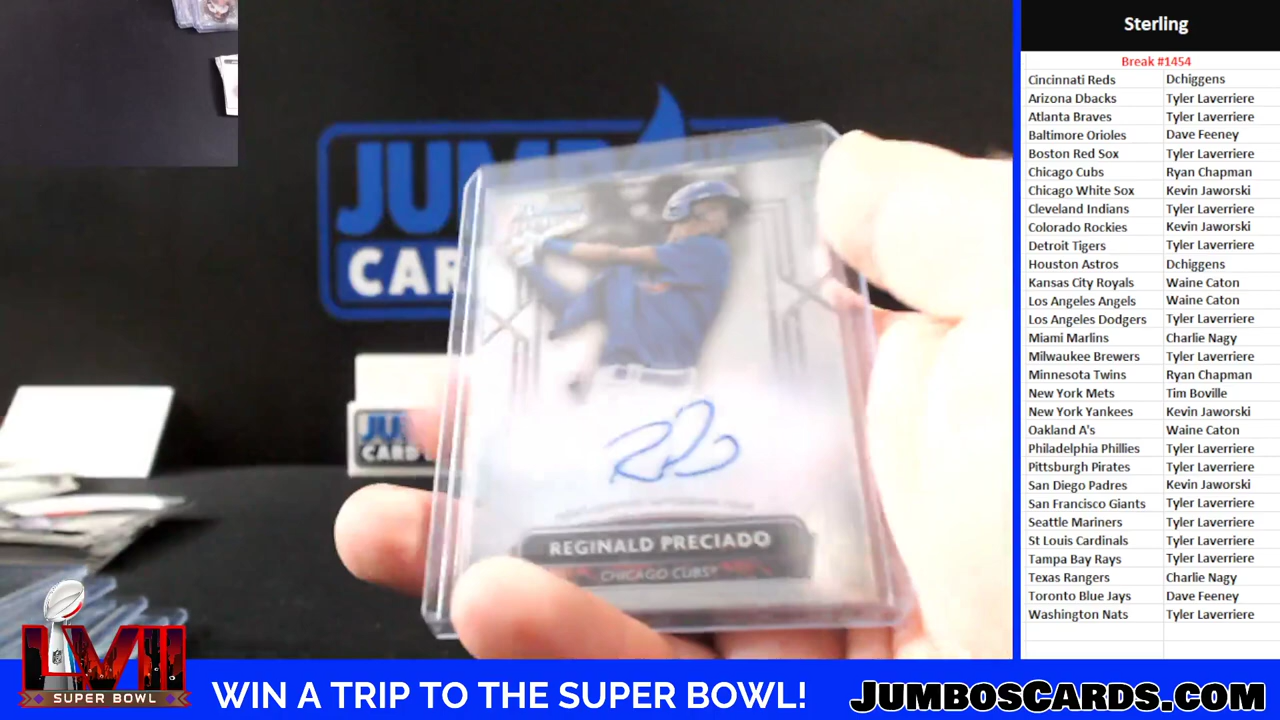 Sterling
Break #1454
Cincinnati Reds Dchiggens
Arizona Dbacks Tyler Laverriere
Atlanta Braves Tyler Laverriere
Baltimore Orioles Dave Feeney
Boston Red Sox Tyler Laverriere
Chicago Cubs Ryan Chapman
Chicago White Sox Kevin Jaworski
Cleveland Indians Tyler Laverriere
Colorado Rockies Kevin Jaworski
Detroit Tigers Tyler Laverriere
Houston Astros Dchiggens
Kansas City Royals Waine Caton
Los Angeles Angels Waine Caton
Los Angeles Dodgers Tyler Laverriere
Miami Marlins Charlie Nagy
Milwaukee Brewers Tyler Laverriere
Minnesota Twins Ryan Chapman
New York Mets Tim Boville
New York Yankees Kevin Jaworski
Oakland A's Waine Caton
Philadelphia Phillies Tyler Laverriere
Pittsburgh Pirates Tyler Laverriere
San Diego Padres Kevin Jaworski
San Francisco Giants Tyler Laverriere
Seattle Mariners Tyler Laverriere
St Louis Cardinals Tyler Laverriere
Tampa Bay Rays Tyler Laverriere
Texas Rangers Charlie Nagy
Toronto Blue Jays Dave Feeney
Washington Nats Tyler Laverriere
REGINALD PRECIADO
CHICAGO CUBS
LVII
SUPER BOWL
WIN A TRIP TO THE SUPER BOWL!
JUMBOSCARDS.COM